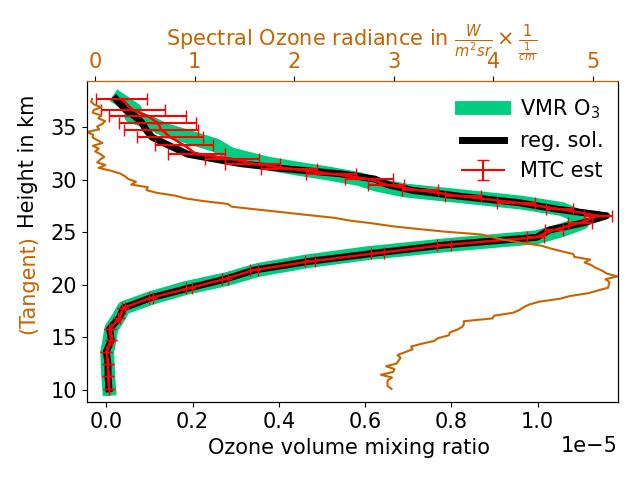 Spectral Ozone radiance in W/m²sr × 1/(1/cm)
0 1 2 3 4 5
VMR O₃
reg. sol.
MTC est
(Tangent) Height in km
35
30
25
20
15
10
0.0 0.2 0.4 0.6 0.8 1.0
1e−5
Ozone volume mixing ratio